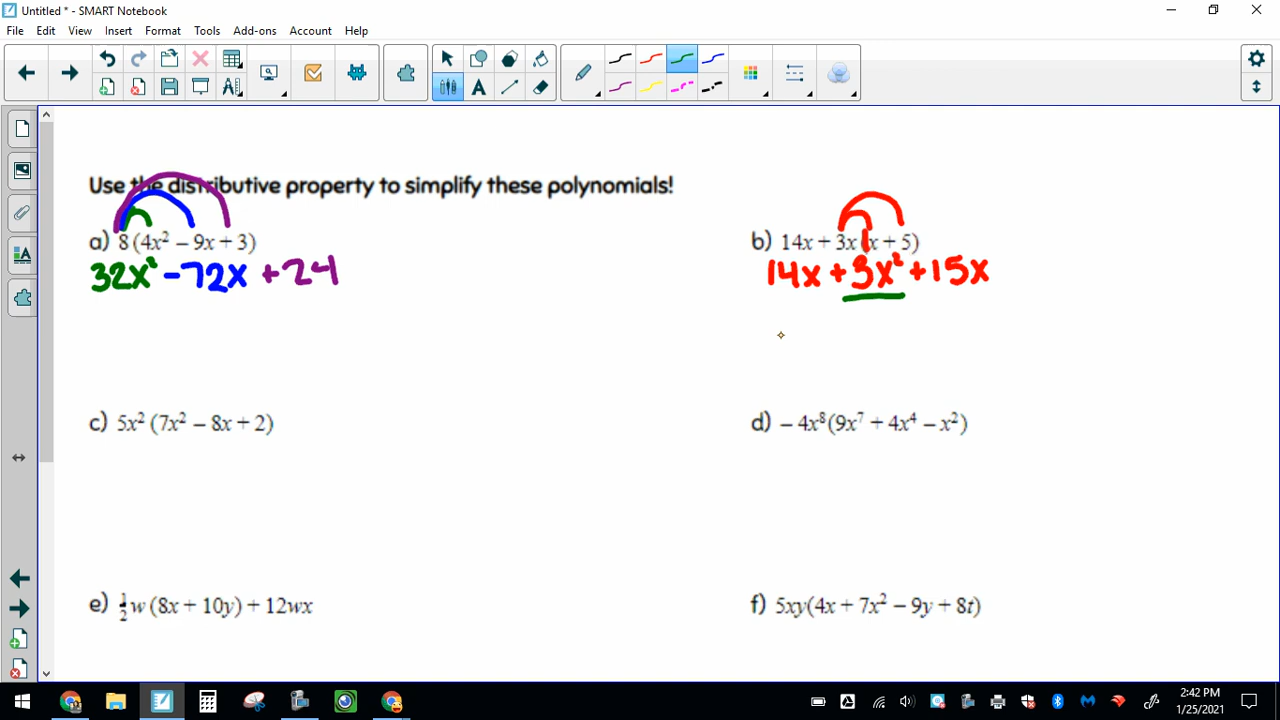 Untitled * - SMART Notebook
File Edit View Insert Format Tools Add-ons Account Help
Use the distributive property to simplify these polynomials!
a) 8 (4x² – 9x + 3)
32x² -72x +24
b) 14x + 3x (x + 5)
14x + 3x² + 15x
c) 5x² (7x² – 8x + 2)
d) – 4x⁸(9x⁷ + 4x⁴ – x²)
e) ½w (8x + 10y) + 12wx
f) 5xy(4x + 7x² – 9y + 8t)
2:42 PM
1/25/2021